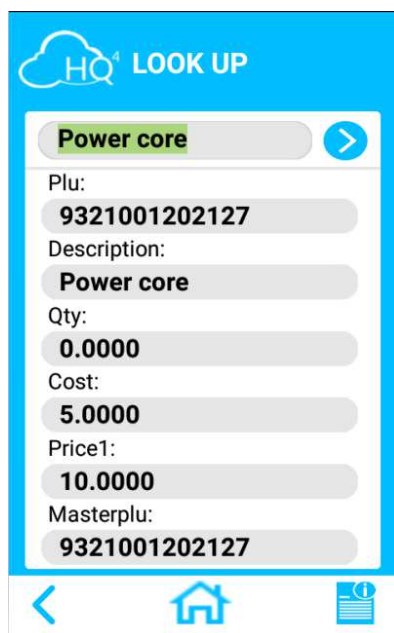 HQ4 LOOK UP
Power core
Plu:
9321001202127
Description:
Power core
Qty:
0.0000
Cost:
5.0000
Price1:
10.0000
Masterplu:
9321001202127